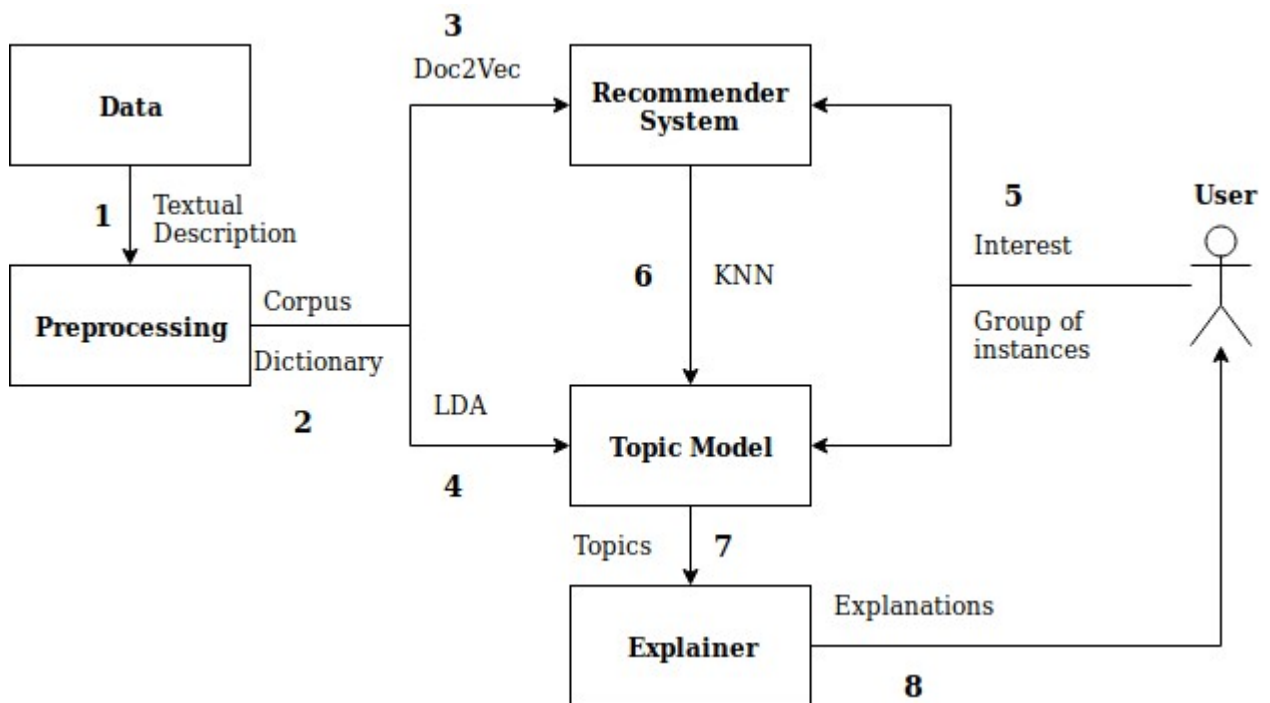 3
Doc2Vec
Data
Recommender
System
1
Textual
Description
5
User
Interest
6
KNN
Corpus
Preprocessing
Dictionary
Group of
instances
2
LDA
4
Topic Model
Topics
7
Explanations
Explainer
8